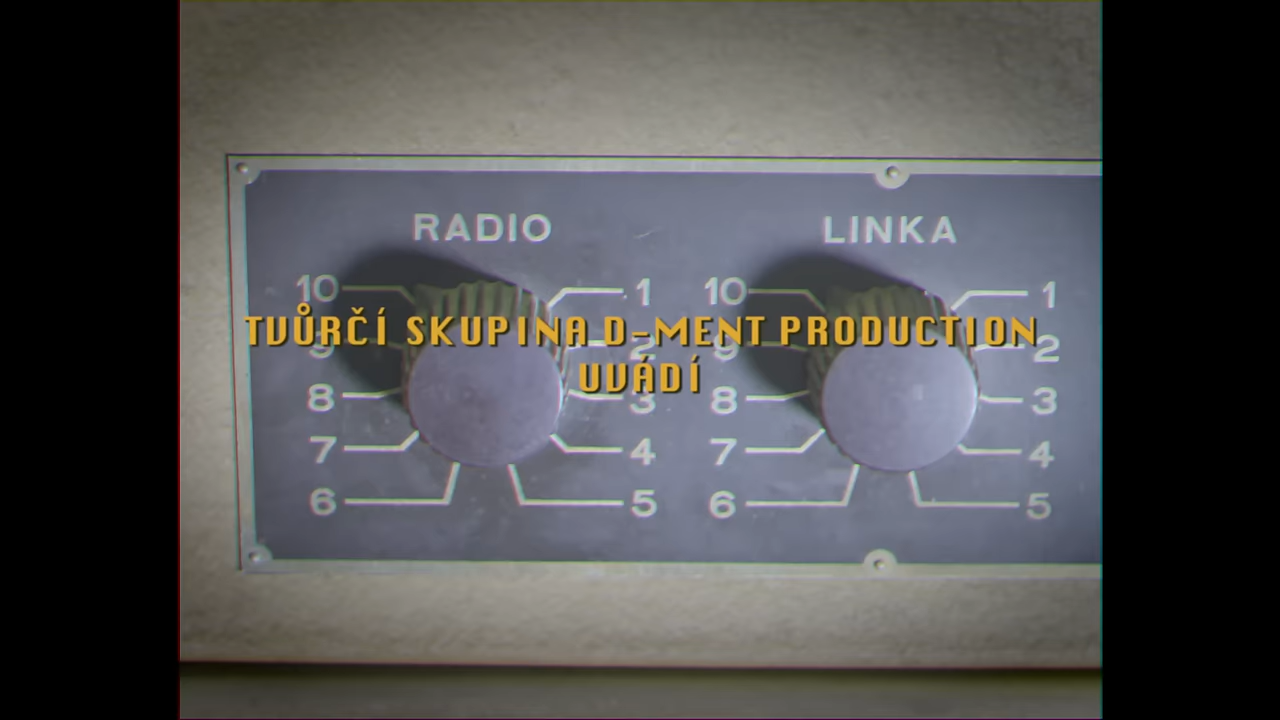 RADIO LINKA
10 1 10 1
TVŮRČÍ SKUPINA D-MENT PRODUCTION
9 2 9 2
UVÁDÍ
8 3 8 3
7 4 7 4
6 5 6 5